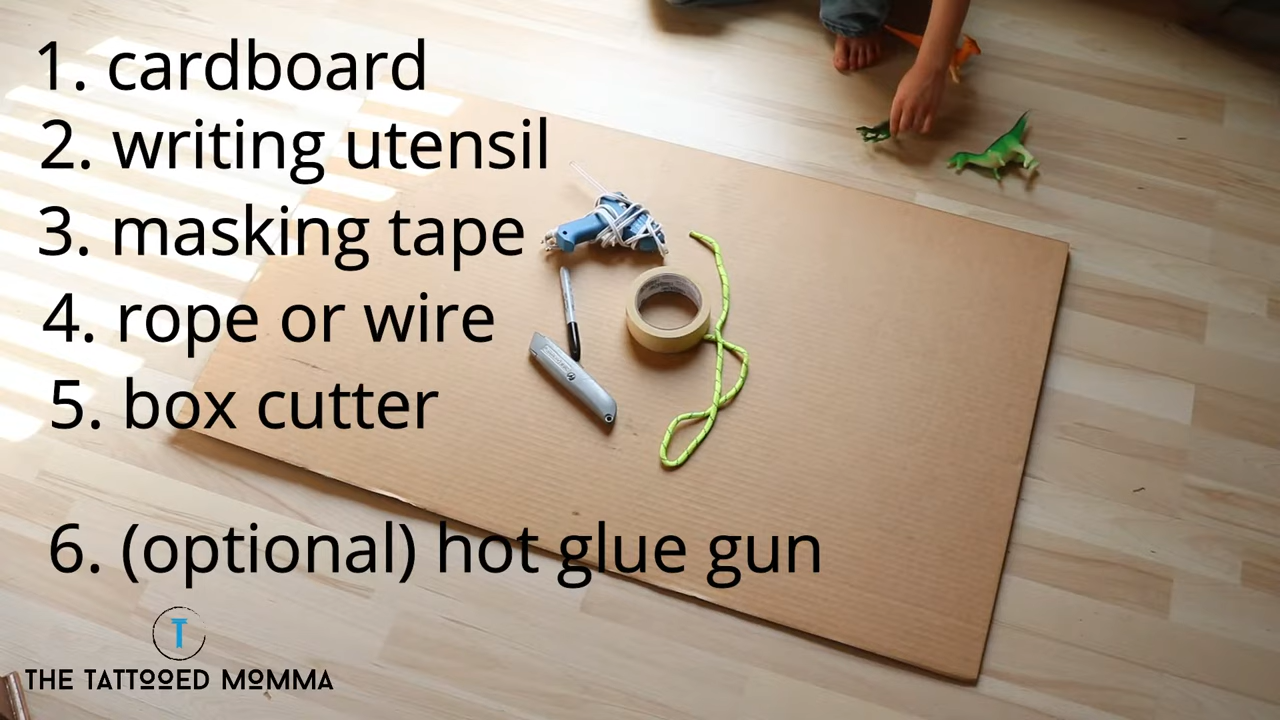 1. cardboard
2. writing utensil
3. masking tape
4. rope or wire
5. box cutter
6. (optional) hot glue gun
T
THE TATTOOED MOMMA